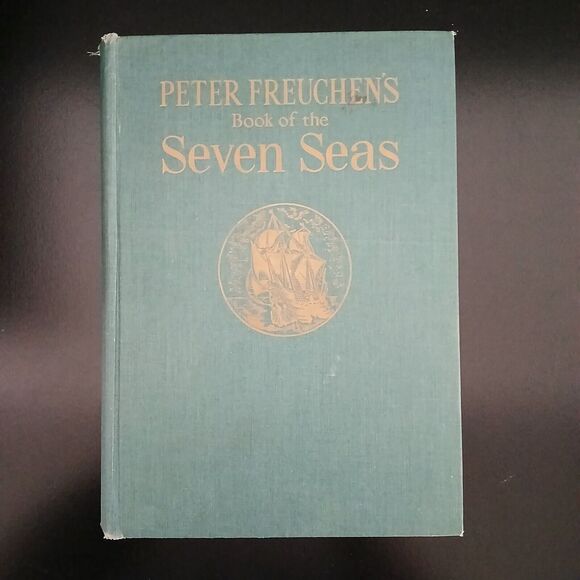 PETER FREUCHEN'S
Book of the
Seven Seas